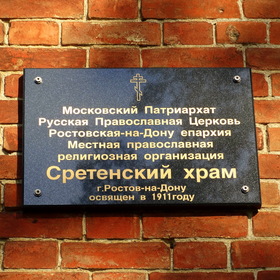 Московский Патриархат
Русская Православная Церковь
Ростовская-на-Дону епархия
Местная православная
религиозная организация
Сретенский храм
г.Ростов-на-Дону
освящен в 1911году